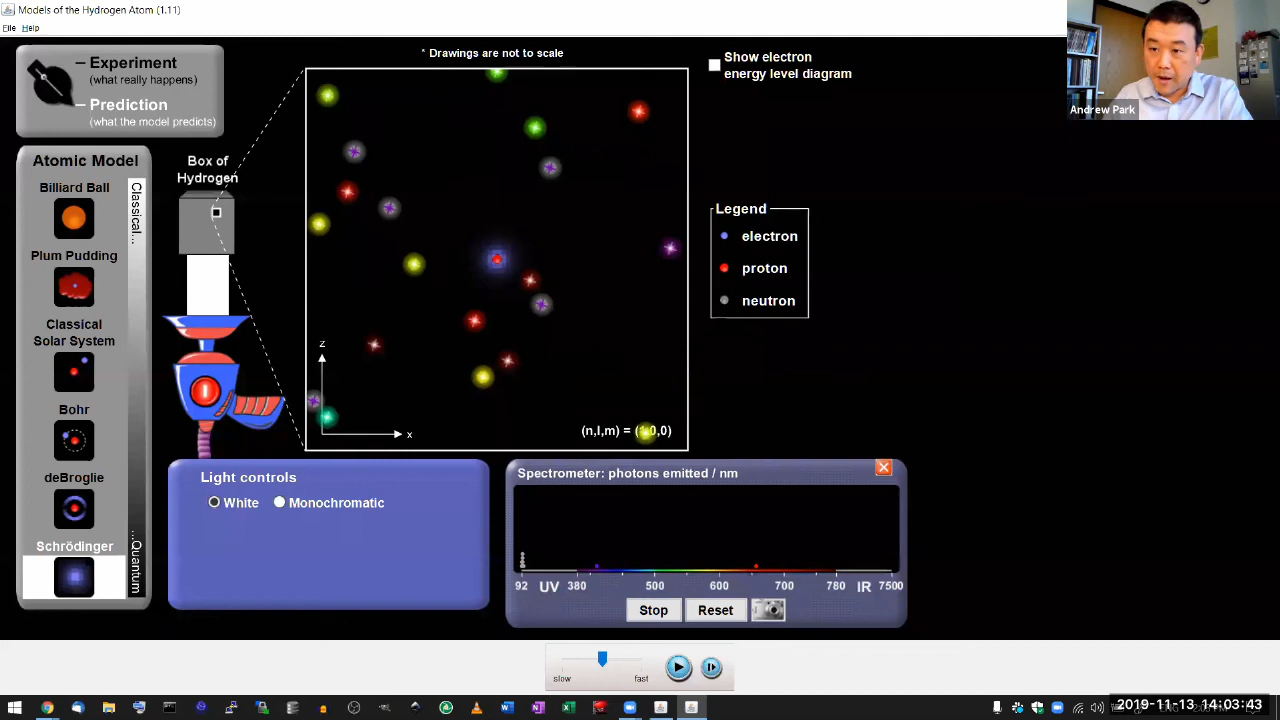 Models of the Hydrogen Atom (1.11)
File Help
Experiment
(what really happens)
Prediction
(what the model predicts)
* Drawings are not to scale
Show electron
energy level diagram
Andrew Park
Atomic Model
Billiard Ball
Plum Pudding
Classical
Solar System
Bohr
deBroglie
Schrödinger
Classical...
...Quantum
Box of
Hydrogen
z
x
(n,l,m) = (1,0,0)
Legend
electron
proton
neutron
Light controls
White Monochromatic
Spectrometer: photons emitted / nm
92 UV 380 500 600 700 780 IR 7500
Stop Reset
slow fast
2019-11-13 14:03:43